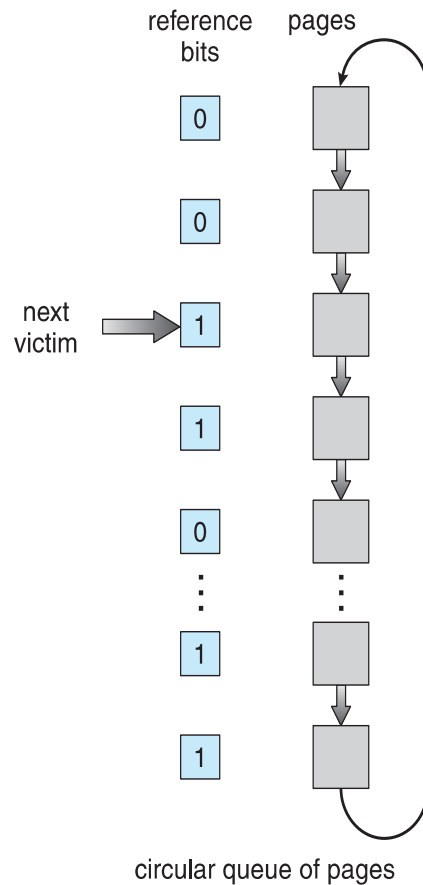 reference bits
pages
0
0
next victim
1
1
0
1
1
circular queue of pages